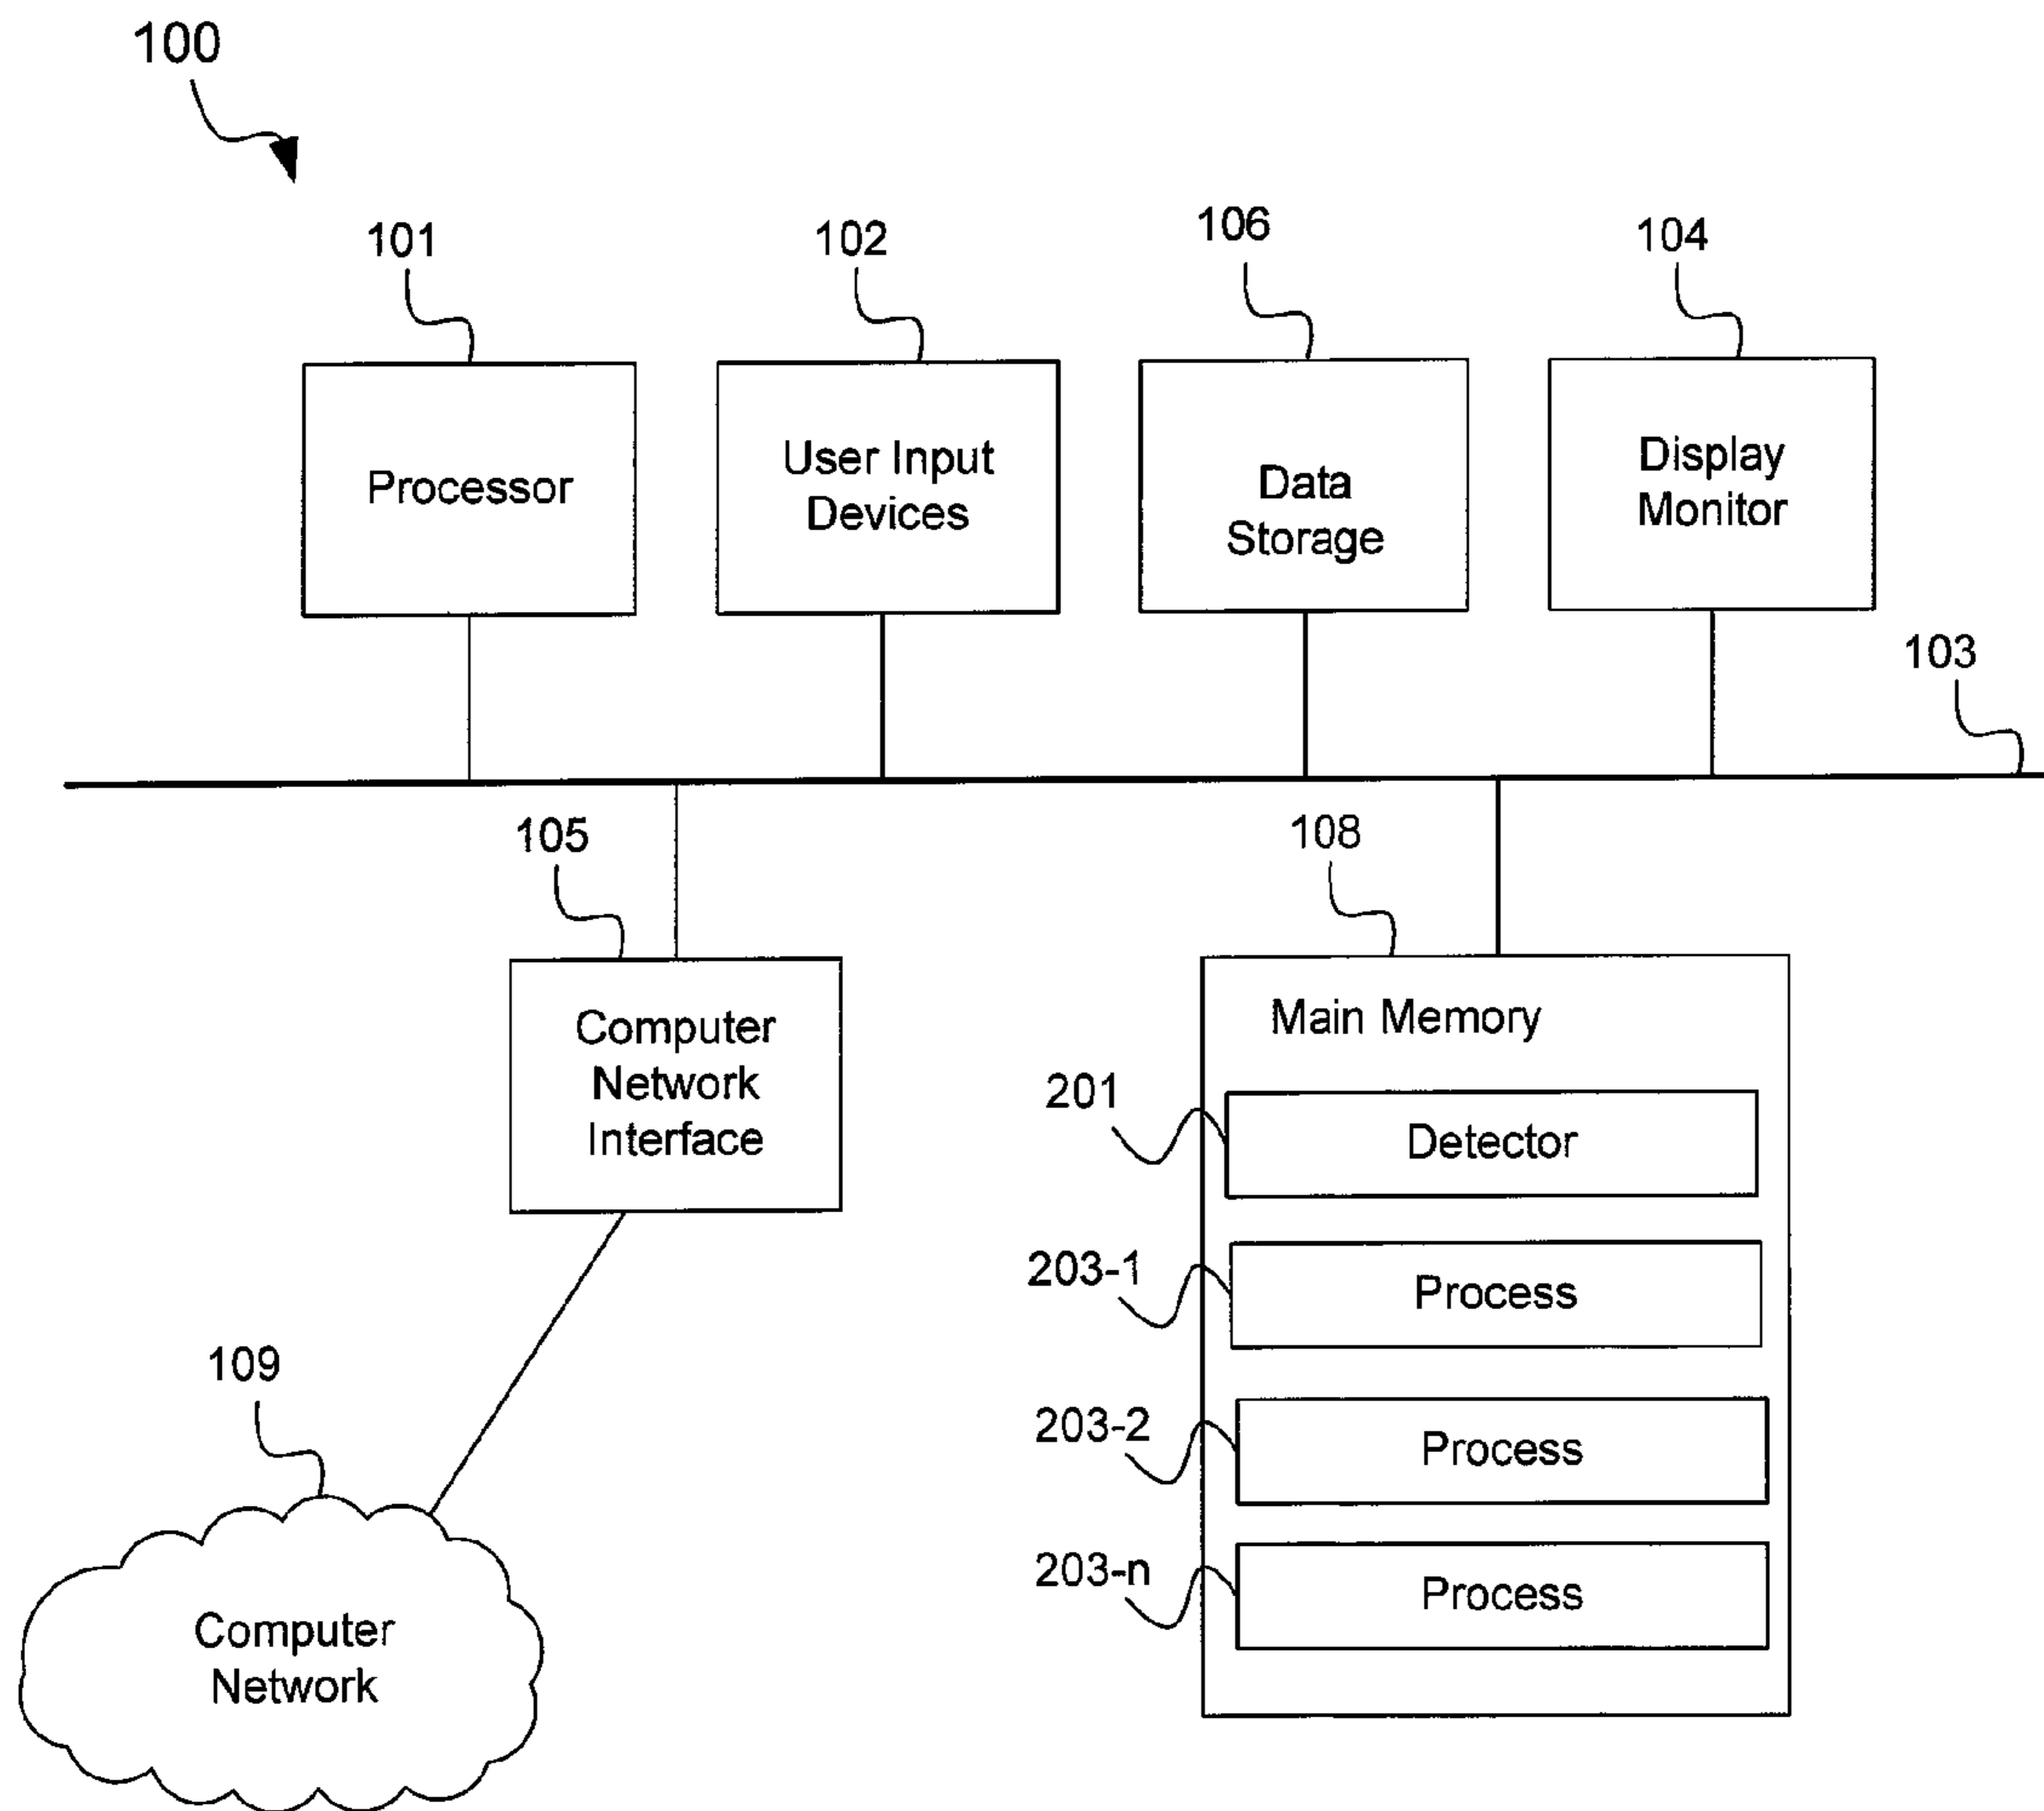 100
101
102
106
104
Processor
User Input
Devices
Data
Storage
Display
Monitor
103
105
108
Computer
Network
Interface
Main Memory
201
Detector
203-1
Process
109
203-2
Process
203-n
Process
Computer
Network